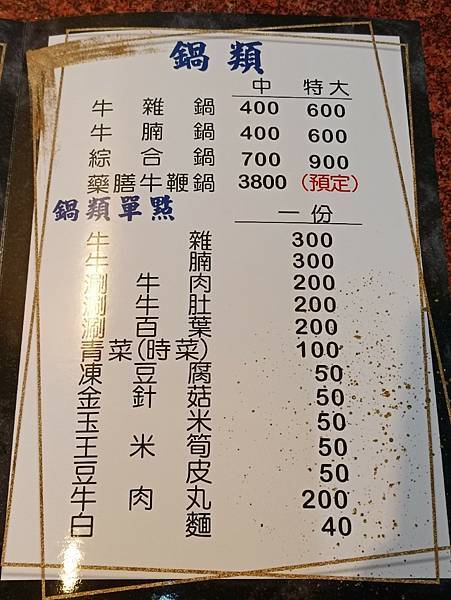 鍋類
中 特大
牛雜鍋 400 600
牛腩鍋 400 600
綜合鍋 700 900
藥膳牛鞭鍋 3800 (預定)
鍋類單點 一份
牛雜 300
牛腩 300
涮牛肉 200
涮牛肚 200
涮百葉 200
青菜(時菜) 100
凍豆腐 50
金針菇 50
玉米 50
玉米筍 50
豆皮 50
牛肉丸 200
白麵 40